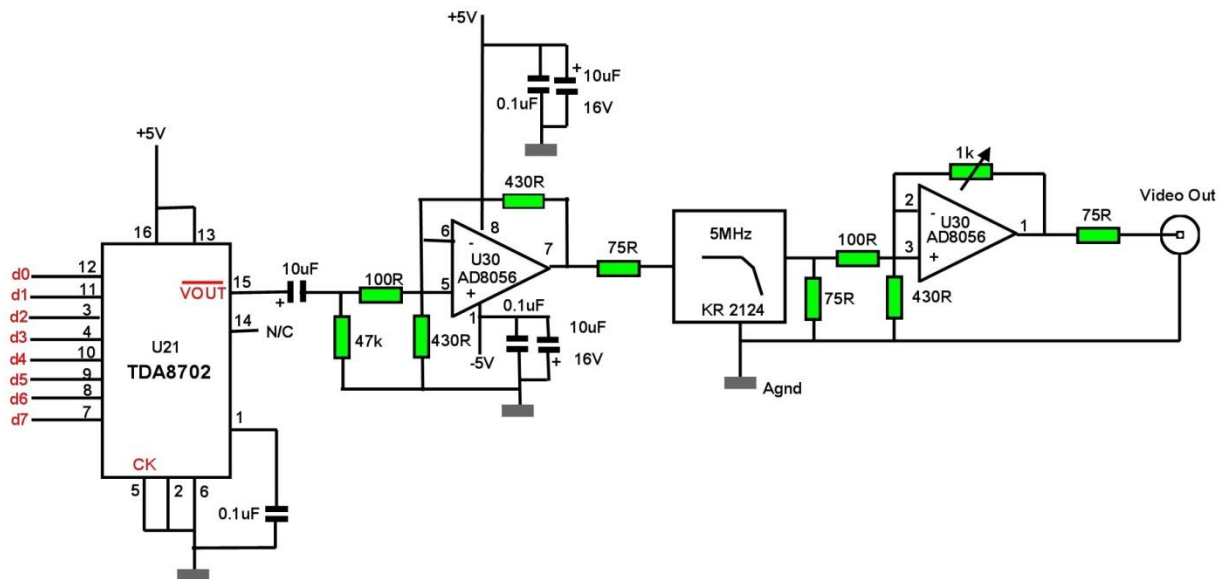 +5V
16
13
d0
12
d1
11
d2
3
d3
4
d4
10
d5
9
d6
8
d7
7
U21
TDA8702
VOUT
15
14
N/C
1
CK
5
2
6
0.1uF
10uF
+
47k
100R
430R
+5V
0.1uF
+
10uF
16V
430R
6
-
8
U30
AD8056
7
5
+
1
-5V
0.1uF
10uF
+
16V
75R
5MHz
KR 2124
Agnd
75R
100R
430R
1k
2
-
U30
AD8056
1
3
+
75R
Video Out